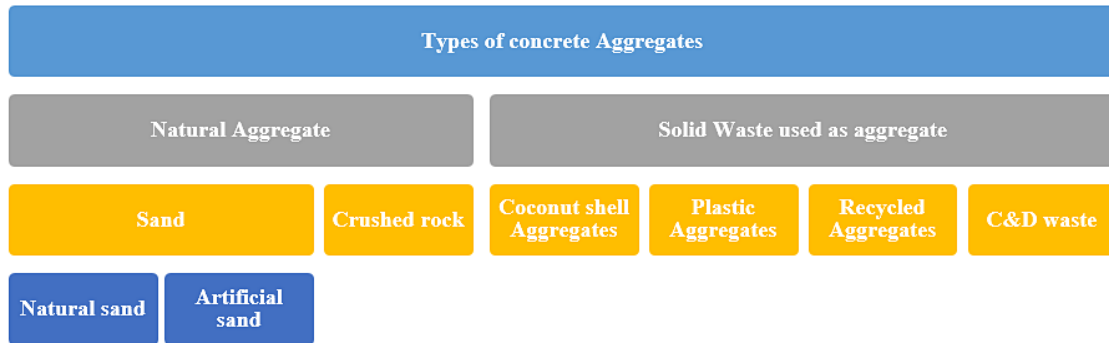 Types of concrete Aggregates
Natural Aggregate
Solid Waste used as aggregate
Sand
Crushed rock
Coconut shell
Aggregates
Plastic
Aggregates
Recycled
Aggregates
C&D waste
Natural sand
Artificial
sand